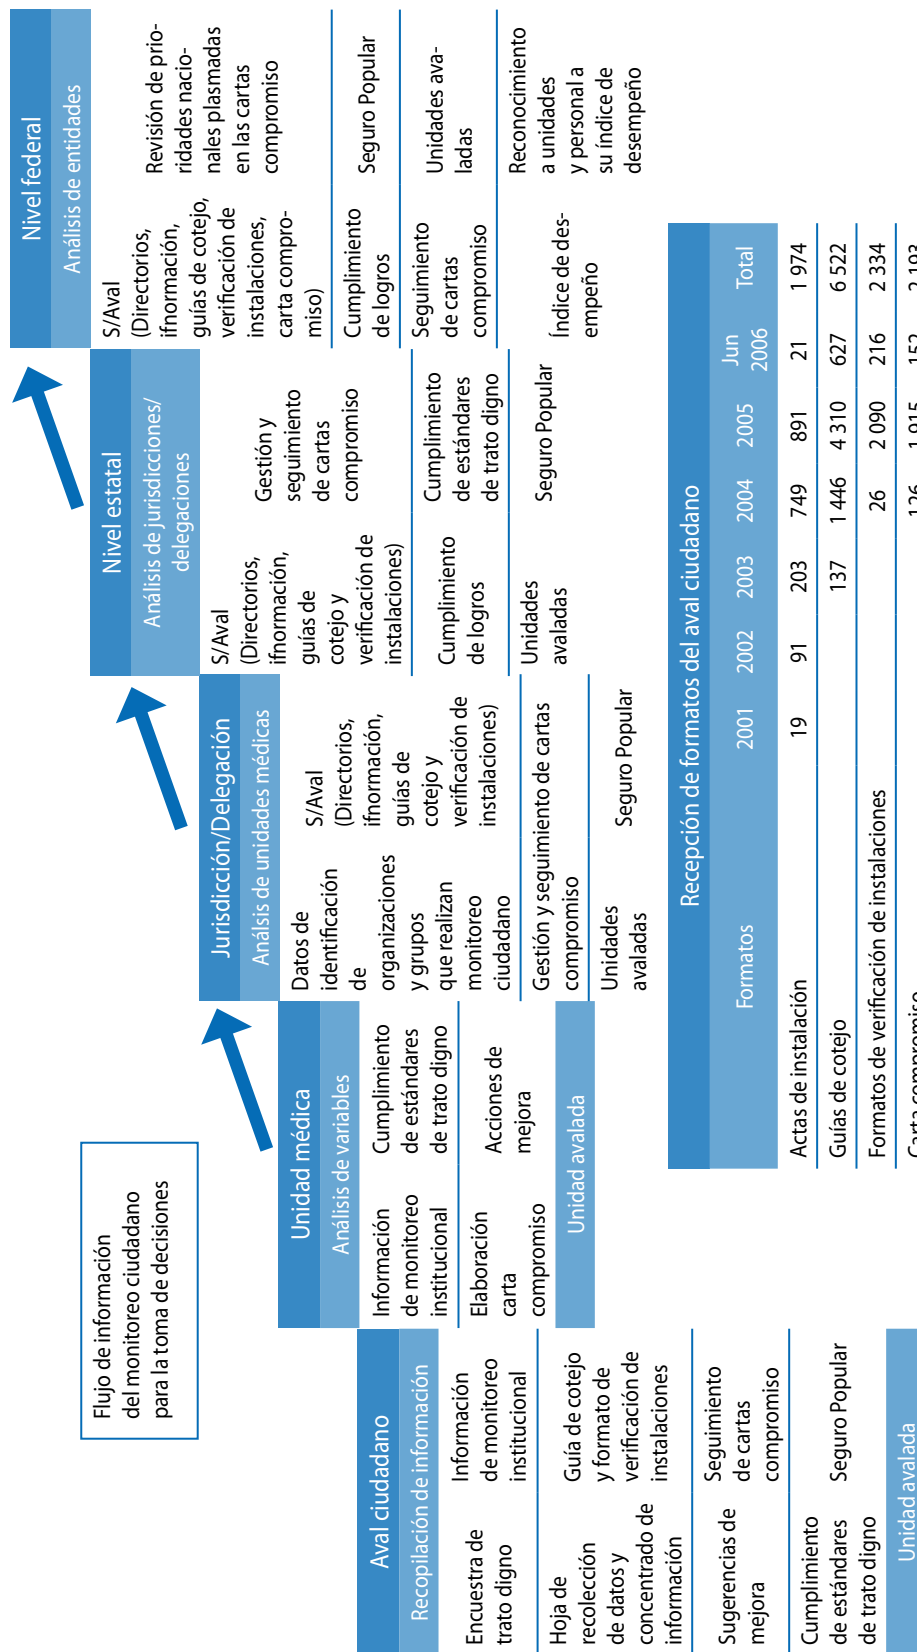 Flujo de información
del monitoreo ciudadano
para la toma de decisiones
Aval ciudadano
Recopilación de información
Encuestra de
trato digno
Información
de monitoreo
institucional
Hoja de
recolección
de datos y
concentrado de
información
Guía de cotejo
y formato de
verificación de
instalaciones
Sugerencias de
mejora
Seguimiento
de cartas
compromiso
Cumplimiento
de estándares
de trato digno
Seguro Popular
Unidad avalada
Unidad médica
Análisis de variables
Información
de monitoreo
institucional
Cumplimiento
de estándares
de trato digno
Elaboración
carta
compromiso
Acciones de
mejora
Unidad avalada
Jurisdicción/Delegación
Análsis de unidades médicas
Datos de
identificación
de
organizaciones
y grupos
que realizan
monitoreo
ciudadano
S/Aval
(Directorios,
ifnormación,
guías de
cotejo y
verificación de
instalaciones)
Gestión y seguimiento de cartas
compromiso
Unidades
avaladas
Seguro Popular
Nivel estatal
Análisis de jurisdicciones/
delegaciones
S/Aval
(Directorios,
ifnormación,
guías de
cotejo y
verificación de
instalaciones)
Gestión y
seguimiento
de cartas
compromiso
Cumplimiento
de logros
Cumplimiento
de estándares
de trato digno
Unidades
avaladas
Seguro Popular
Nivel federal
Análisis de entidades
S/Aval
(Directorios,
ifnormación,
guías de cotejo,
verificación de
instalaciones,
carta compro-
miso)
Revisión de prio-
ridades nacio-
nales plasmadas
en las cartas
compromiso
Cumplimiento
de logros
Seguro Popular
Seguimiento
de cartas
compromiso
Unidades ava-
ladas
Índice de des-
empeño
Reconocimiento
a unidades
y personal a
su índice de
desempeño
Recepción de formatos del aval ciudadano
Formatos 2001 2002 2003 2004 2005 Jun 2006 Total
Actas de instalación 19 91 203 749 891 21 1 974
Guías de cotejo 137 1 446 4 310 627 6 522
Formatos de verificación de instalaciones 26 2 090 216 2 334
Carta compromiso 126 1 915 152 2 193